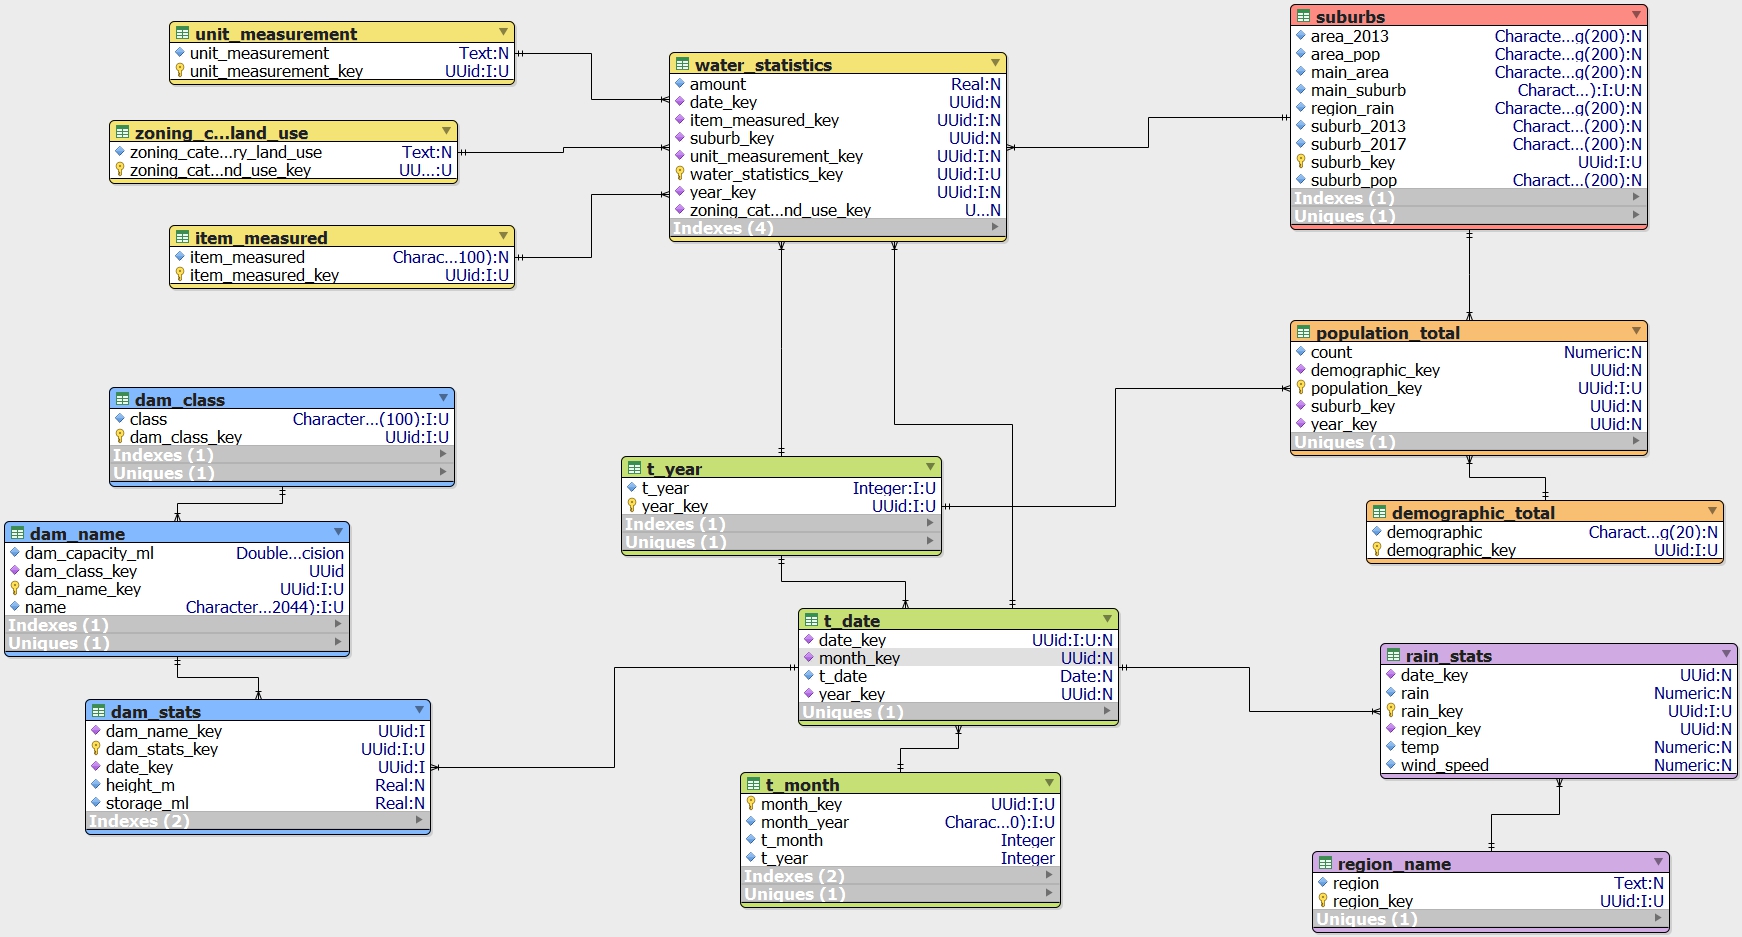 unit_measurement
unit_measurement Text:N
unit_measurement_key UUid:I:U
zoning_c...land_use
zoning_cate...ry_land_use Text:N
zoning_cat...nd_use_key UU...:U
item_measured
item_measured Charac...100):N
item_measured_key UUid:I:U
water_statistics
amount Real:N
date_key UUid:N
item_measured_key UUid:I:N
suburb_key UUid:N
unit_measurement_key UUid:I:N
water_statistics_key UUid:I:U
year_key UUid:I:N
zoning_cat...nd_use_key U...N
Indexes (4)
suburbs
area_2013 Characte...g(200):N
area_pop Characte...g(200):N
main_area Characte...g(200):N
main_suburb Charact...):I:U:N
region_rain Characte...g(200):N
suburb_2013 Charact...(200):N
suburb_2017 Charact...(200):N
suburb_key UUid:I:U
suburb_pop Charact...(200):N
Indexes (1)
Uniques (1)
population_total
count Numeric:N
demographic_key UUid:N
population_key UUid:I:U
suburb_key UUid:N
year_key UUid:N
Uniques (1)
demographic_total
demographic Charact...g(20):N
demographic_key UUid:I:U
dam_class
class Character...(100):I:U
dam_class_key UUid:I:U
Indexes (1)
Uniques (1)
dam_name
dam_capacity_ml Double...cision
dam_class_key UUid
dam_name_key UUid:I:U
name Character...2044):I:U
Indexes (1)
Uniques (1)
dam_stats
dam_name_key UUid:I
dam_stats_key UUid:I:U
date_key UUid:I
height_m Real:N
storage_ml Real:N
Indexes (2)
t_year
t_year Integer:I:U
year_key UUid:I:U
Indexes (1)
Uniques (1)
t_date
date_key UUid:I:U:N
month_key UUid:N
t_date Date:N
year_key UUid:N
Uniques (1)
t_month
month_key UUid:I:U
month_year Charac...0):I:U
t_month Integer
t_year Integer
Indexes (2)
Uniques (1)
rain_stats
date_key UUid:N
rain Numeric:N
rain_key UUid:I:U
region_key UUid:N
temp Numeric:N
wind_speed Numeric:N
region_name
region Text:N
region_key UUid:I:U
Uniques (1)